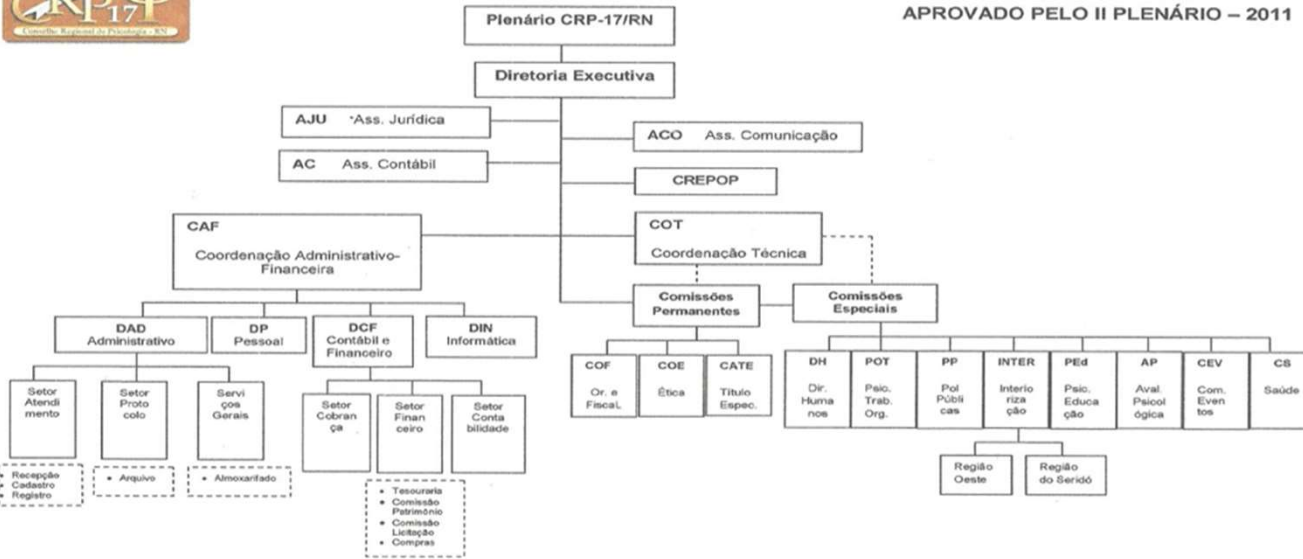 CRP 17
Conselho Regional de Psicologia - RN
APROVADO PELO II PLENÁRIO – 2011
Plenário CRP-17/RN
Diretoria Executiva
AJU Ass. Jurídica
ACO Ass. Comunicação
AC Ass. Contábil
CREPOP
CAF
Coordenação Administrativo-
Financeira
COT
Coordenação Técnica
Comissões
Permanentes
Comissões
Especiais
DAD
Administrativo
DP
Pessoal
DCF
Contábil e
Financeiro
DIN
Informática
COF
Or. e
Fiscal.
COE
Ética
CATE
Título
Espec.
DH
Dir.
Huma
nos
POT
Psic.
Trab.
Org.
PP
Pol
Públi
cas
INTER
Interio
riza
ção
PEd
Psic.
Educa
ção
AP
Aval.
Psicol
ógica
CEV
Com.
Even
tos
CS
Saúde
Setor
Atendi
mento
Setor
Proto
colo
Servi
ços
Gerais
Setor
Cobran
ça
Setor
Finan
ceiro
Setor
Conta
bilidade
Região
Oeste
Região
do Seridó
• Recepção
• Cadastro
• Registro
• Arquivo
• Almoxarifado
• Tesouraria
• Comissão
Patrimônio
• Comissão
Licitação
• Compras